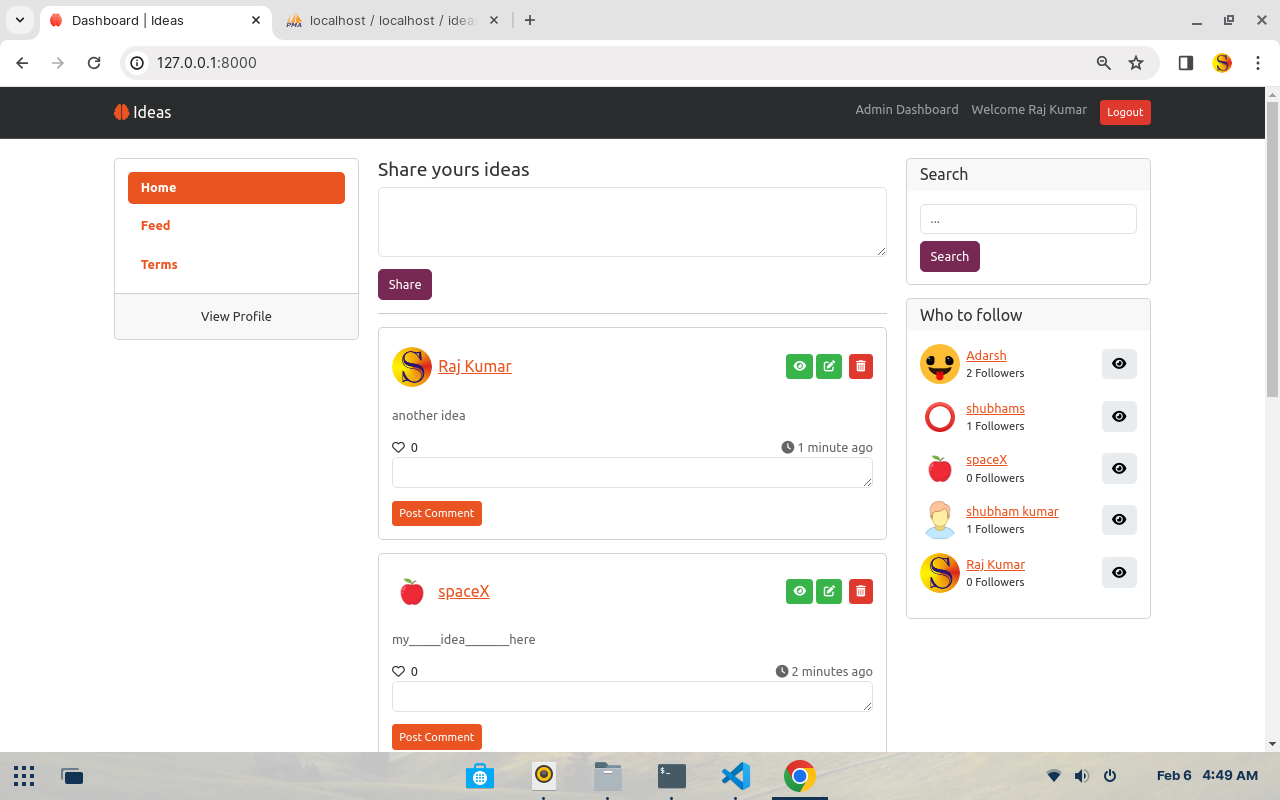 Dashboard | Ideas
localhost / localhost / ideas
127.0.0.1:8000
Ideas
Admin Dashboard
Welcome Raj Kumar
Logout
Home
Feed
Terms
View Profile
Share yours ideas
Share
Raj Kumar
another idea
0
1 minute ago
Post Comment
spaceX
my_____idea_______here
0
2 minutes ago
Post Comment
Search
...
Search
Who to follow
Adarsh
2 Followers
shubhams
1 Followers
spaceX
0 Followers
shubham kumar
1 Followers
Raj Kumar
0 Followers
Feb 6 4:49 AM